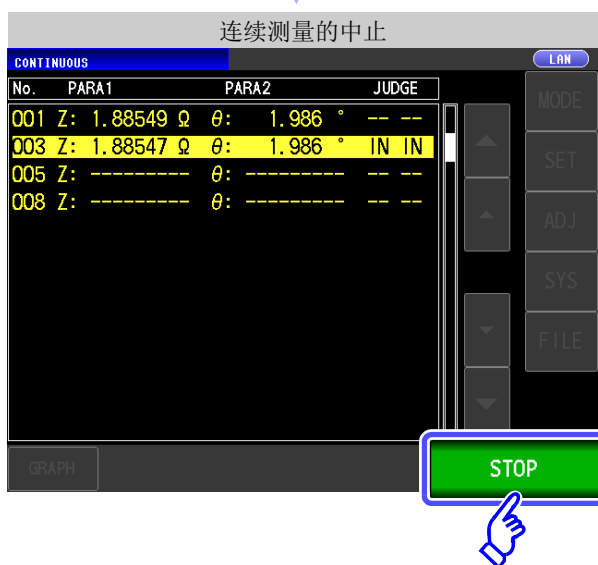 连续测量的中止
CONTINUOUS LAN
No. PARA1 PARA2 JUDGE
001 Z: 1.88549 Ω θ: 1.986 ° -- --
003 Z: 1.88547 Ω θ: 1.986 ° IN IN
005 Z: --------- θ: --------- -- --
008 Z: --------- θ: --------- -- --
MODE
SET
ADJ
SYS
FILE
GRAPH
STOP